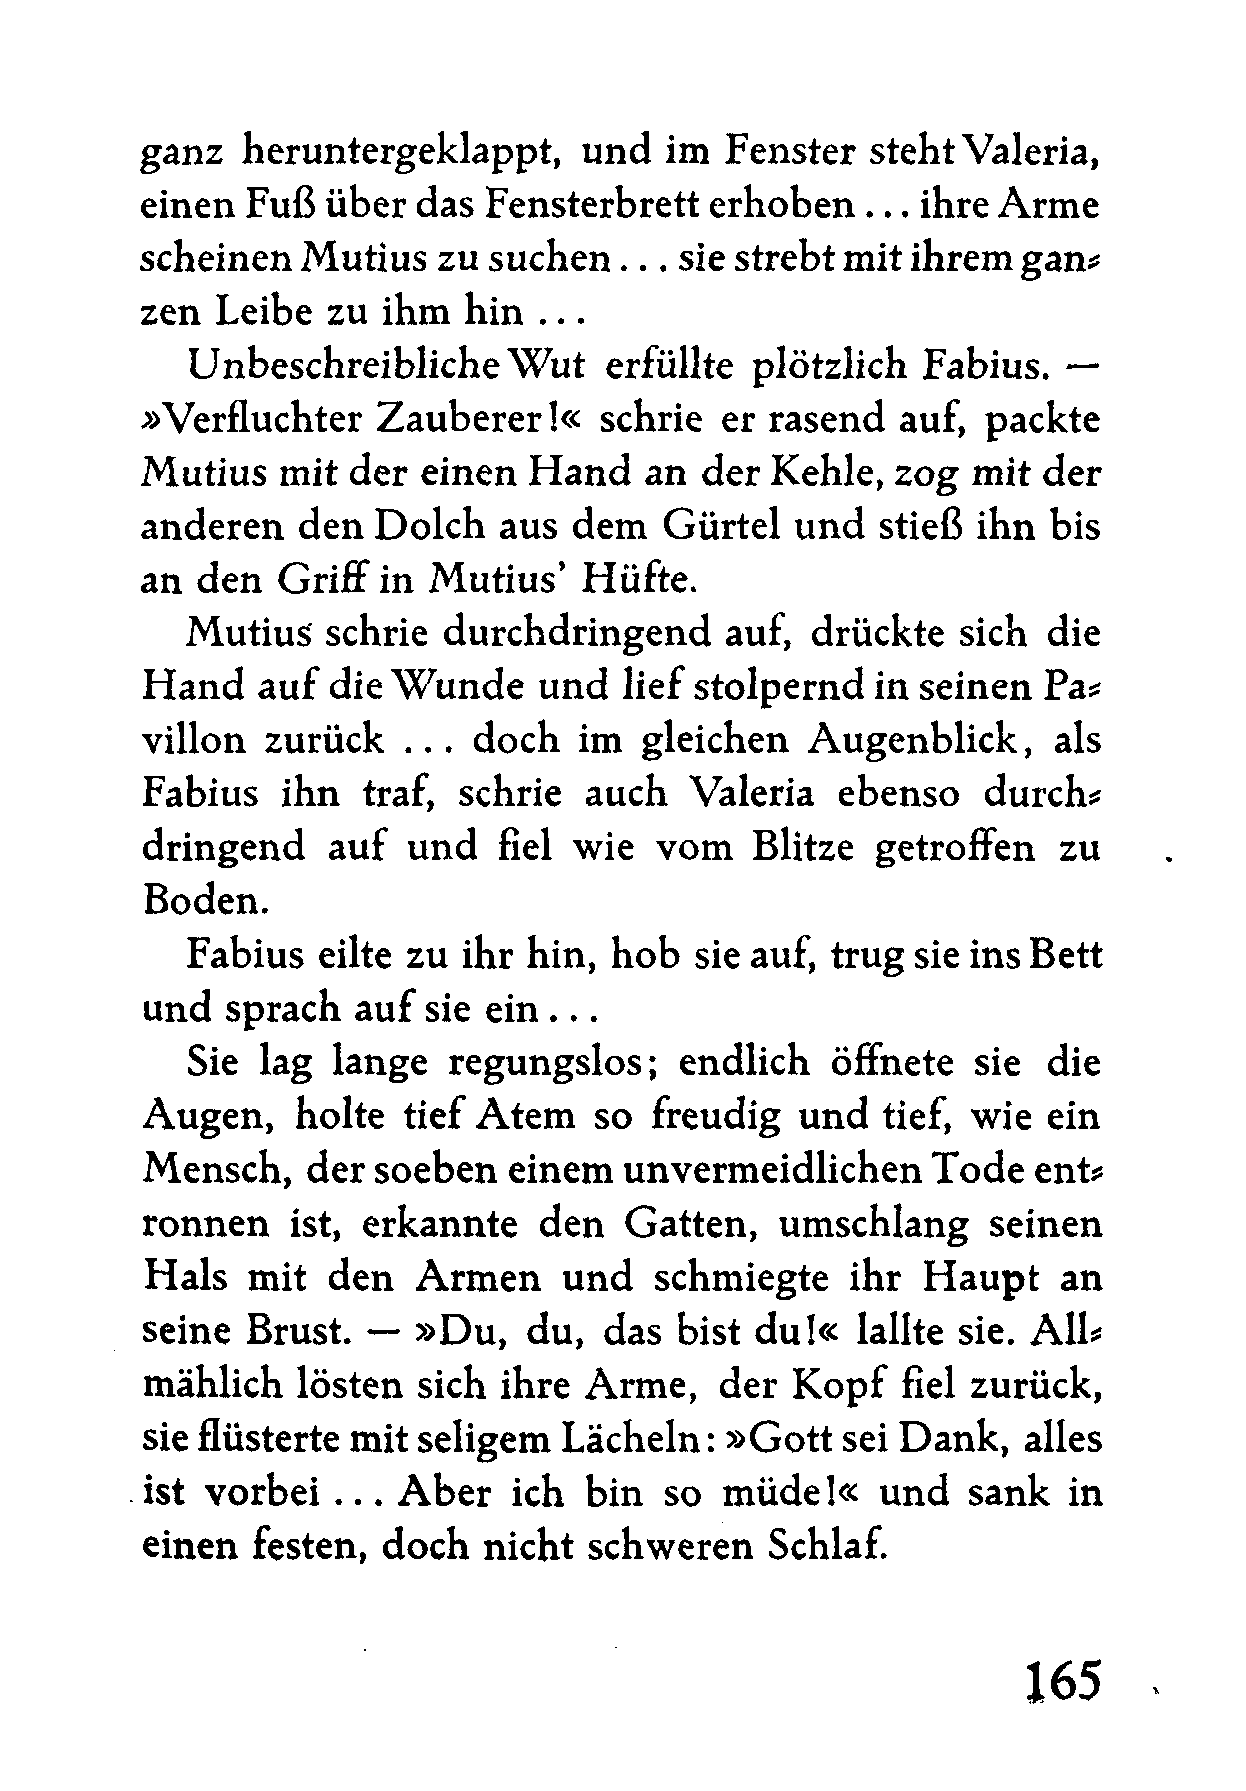 ganz heruntergeklappt, und im Fenster steht Valeria,
einen Fuß über das Fensterbrett erhoben ... ihre Arme
scheinen Mutius zu suchen ... sie strebt mit ihrem gan⸗
zen Leibe zu ihm hin ...
Unbeschreibliche Wut erfüllte plötzlich Fabius. —
»Verfluchter Zauberer!« schrie er rasend auf, packte
Mutius mit der einen Hand an der Kehle, zog mit der
anderen den Dolch aus dem Gürtel und stieß ihn bis
an den Griff in Mutius' Hüfte.
Mutius schrie durchdringend auf, drückte sich die
Hand auf die Wunde und lief stolpernd in seinen Pa⸗
villon zurück ... doch im gleichen Augenblick, als
Fabius ihn traf, schrie auch Valeria ebenso durch⸗
dringend auf und fiel wie vom Blitze getroffen zu
Boden.
Fabius eilte zu ihr hin, hob sie auf, trug sie ins Bett
und sprach auf sie ein ...
Sie lag lange regungslos; endlich öffnete sie die
Augen, holte tief Atem so freudig und tief, wie ein
Mensch, der soeben einem unvermeidlichen Tode ent⸗
ronnen ist, erkannte den Gatten, umschlang seinen
Hals mit den Armen und schmiegte ihr Haupt an
seine Brust. — »Du, du, das bist du!« lallte sie. All⸗
mählich lösten sich ihre Arme, der Kopf fiel zurück,
sie flüsterte mit seligem Lächeln: »Gott sei Dank, alles
ist vorbei ... Aber ich bin so müde!« und sank in
einen festen, doch nicht schweren Schlaf.
165